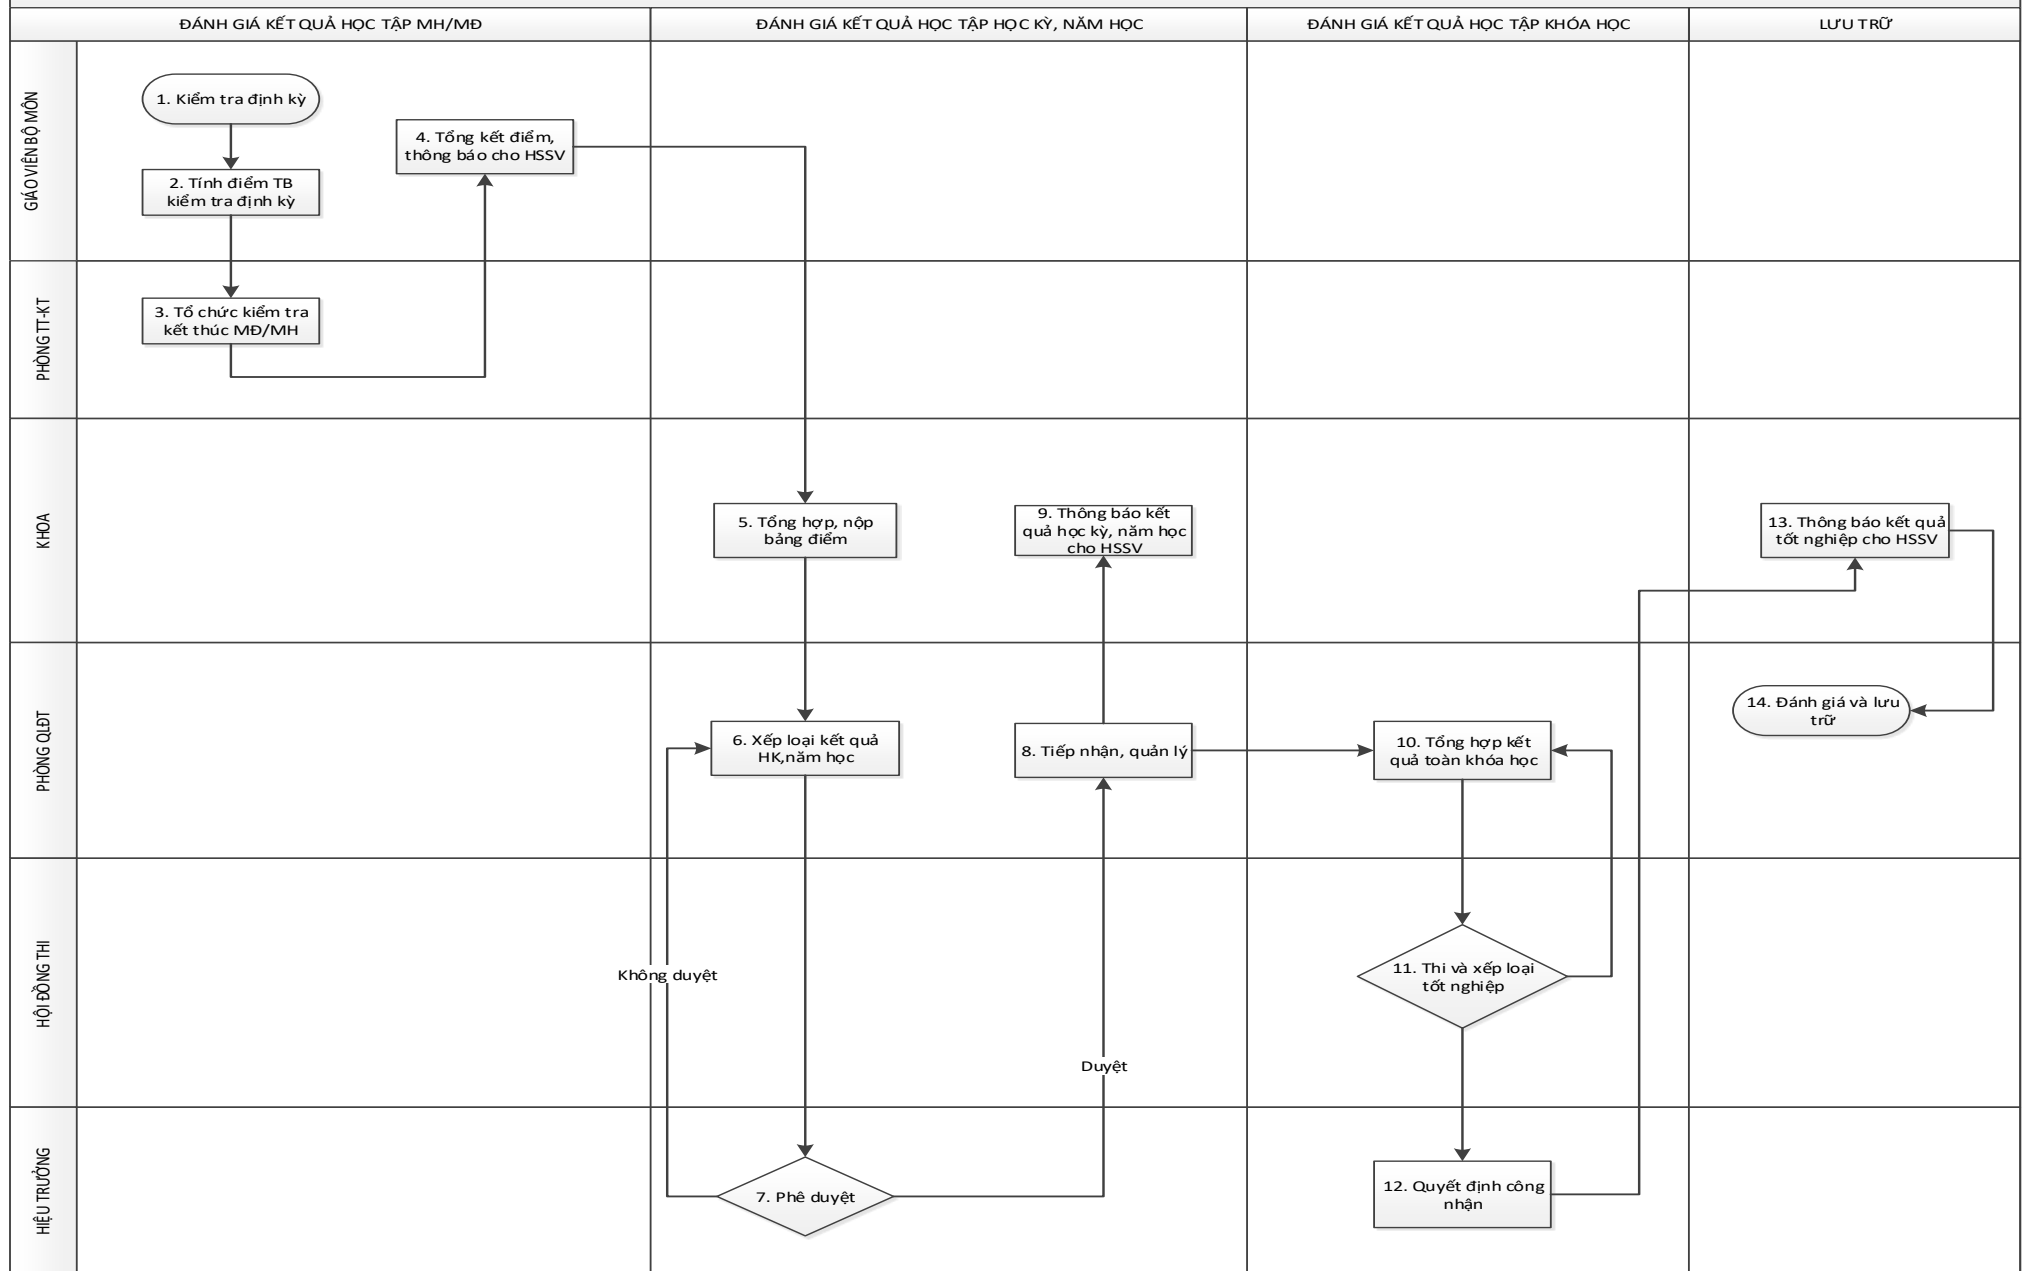 ĐÁNH GIÁ KẾT QUẢ HỌC TẬP MH/MĐ
ĐÁNH GIÁ KẾT QUẢ HỌC TẬP HỌC KỲ, NĂM HỌC
ĐÁNH GIÁ KẾT QUẢ HỌC TẬP KHÓA HỌC
LƯU TRỮ
GIÁO VIÊN BỘ MÔN
1. Kiểm tra định kỳ
2. Tính điểm TB
kiểm tra định kỳ
4. Tổng kết điểm,
thông báo cho HSSV
PHÒNG TT-KT
3. Tổ chức kiểm tra
kết thúc MĐ/MH
KHOA
5. Tổng hợp, nộp
bảng điểm
9. Thông báo kết
quả học kỳ, năm học
cho HSSV
13. Thông báo kết quả
tốt nghiệp cho HSSV
PHÒNG QLĐT
6. Xếp loại kết quả
HK,năm học
8. Tiếp nhận, quản lý
10. Tổng hợp kết
quả toàn khóa học
14. Đánh giá và lưu
trữ
HỘI ĐỒNG THI
Không duyệt
Duyệt
11. Thi và xếp loại
tốt nghiệp
HIỆU TRƯỞNG
7. Phê duyệt
12. Quyết định công
nhận